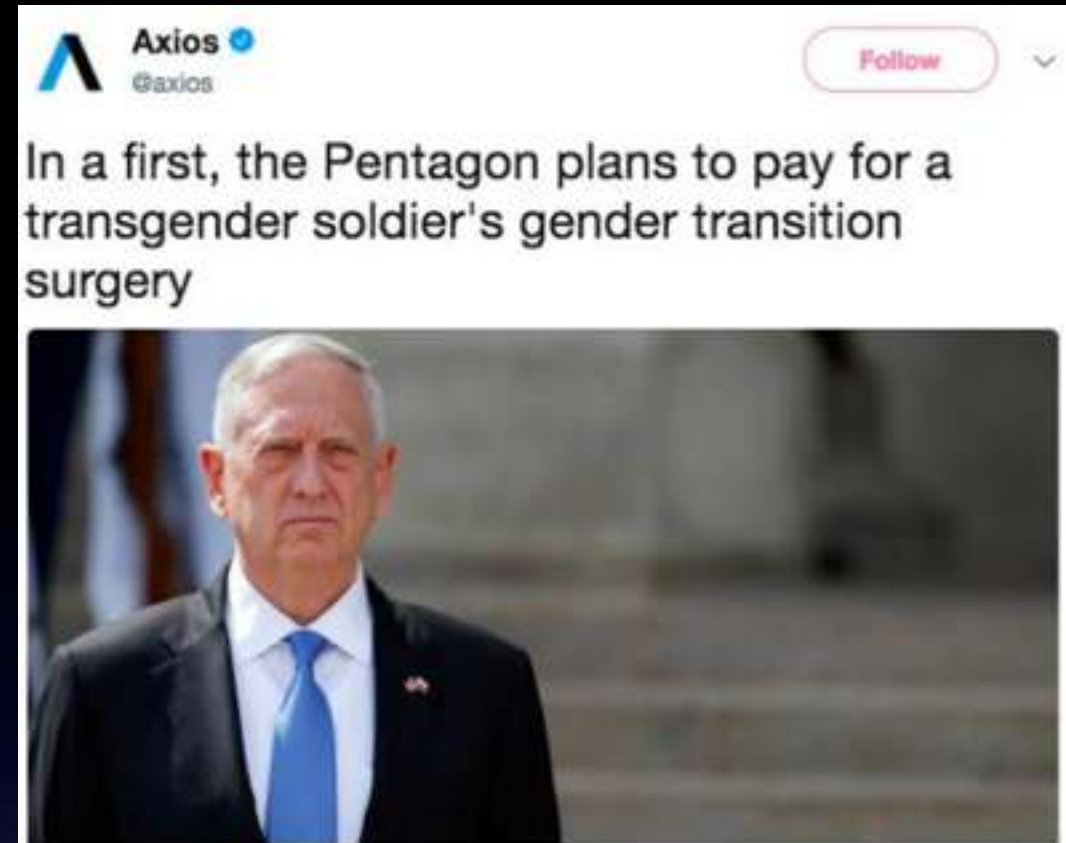 Axios
@axios
Follow
In a first, the Pentagon plans to pay for a
transgender soldier's gender transition
surgery